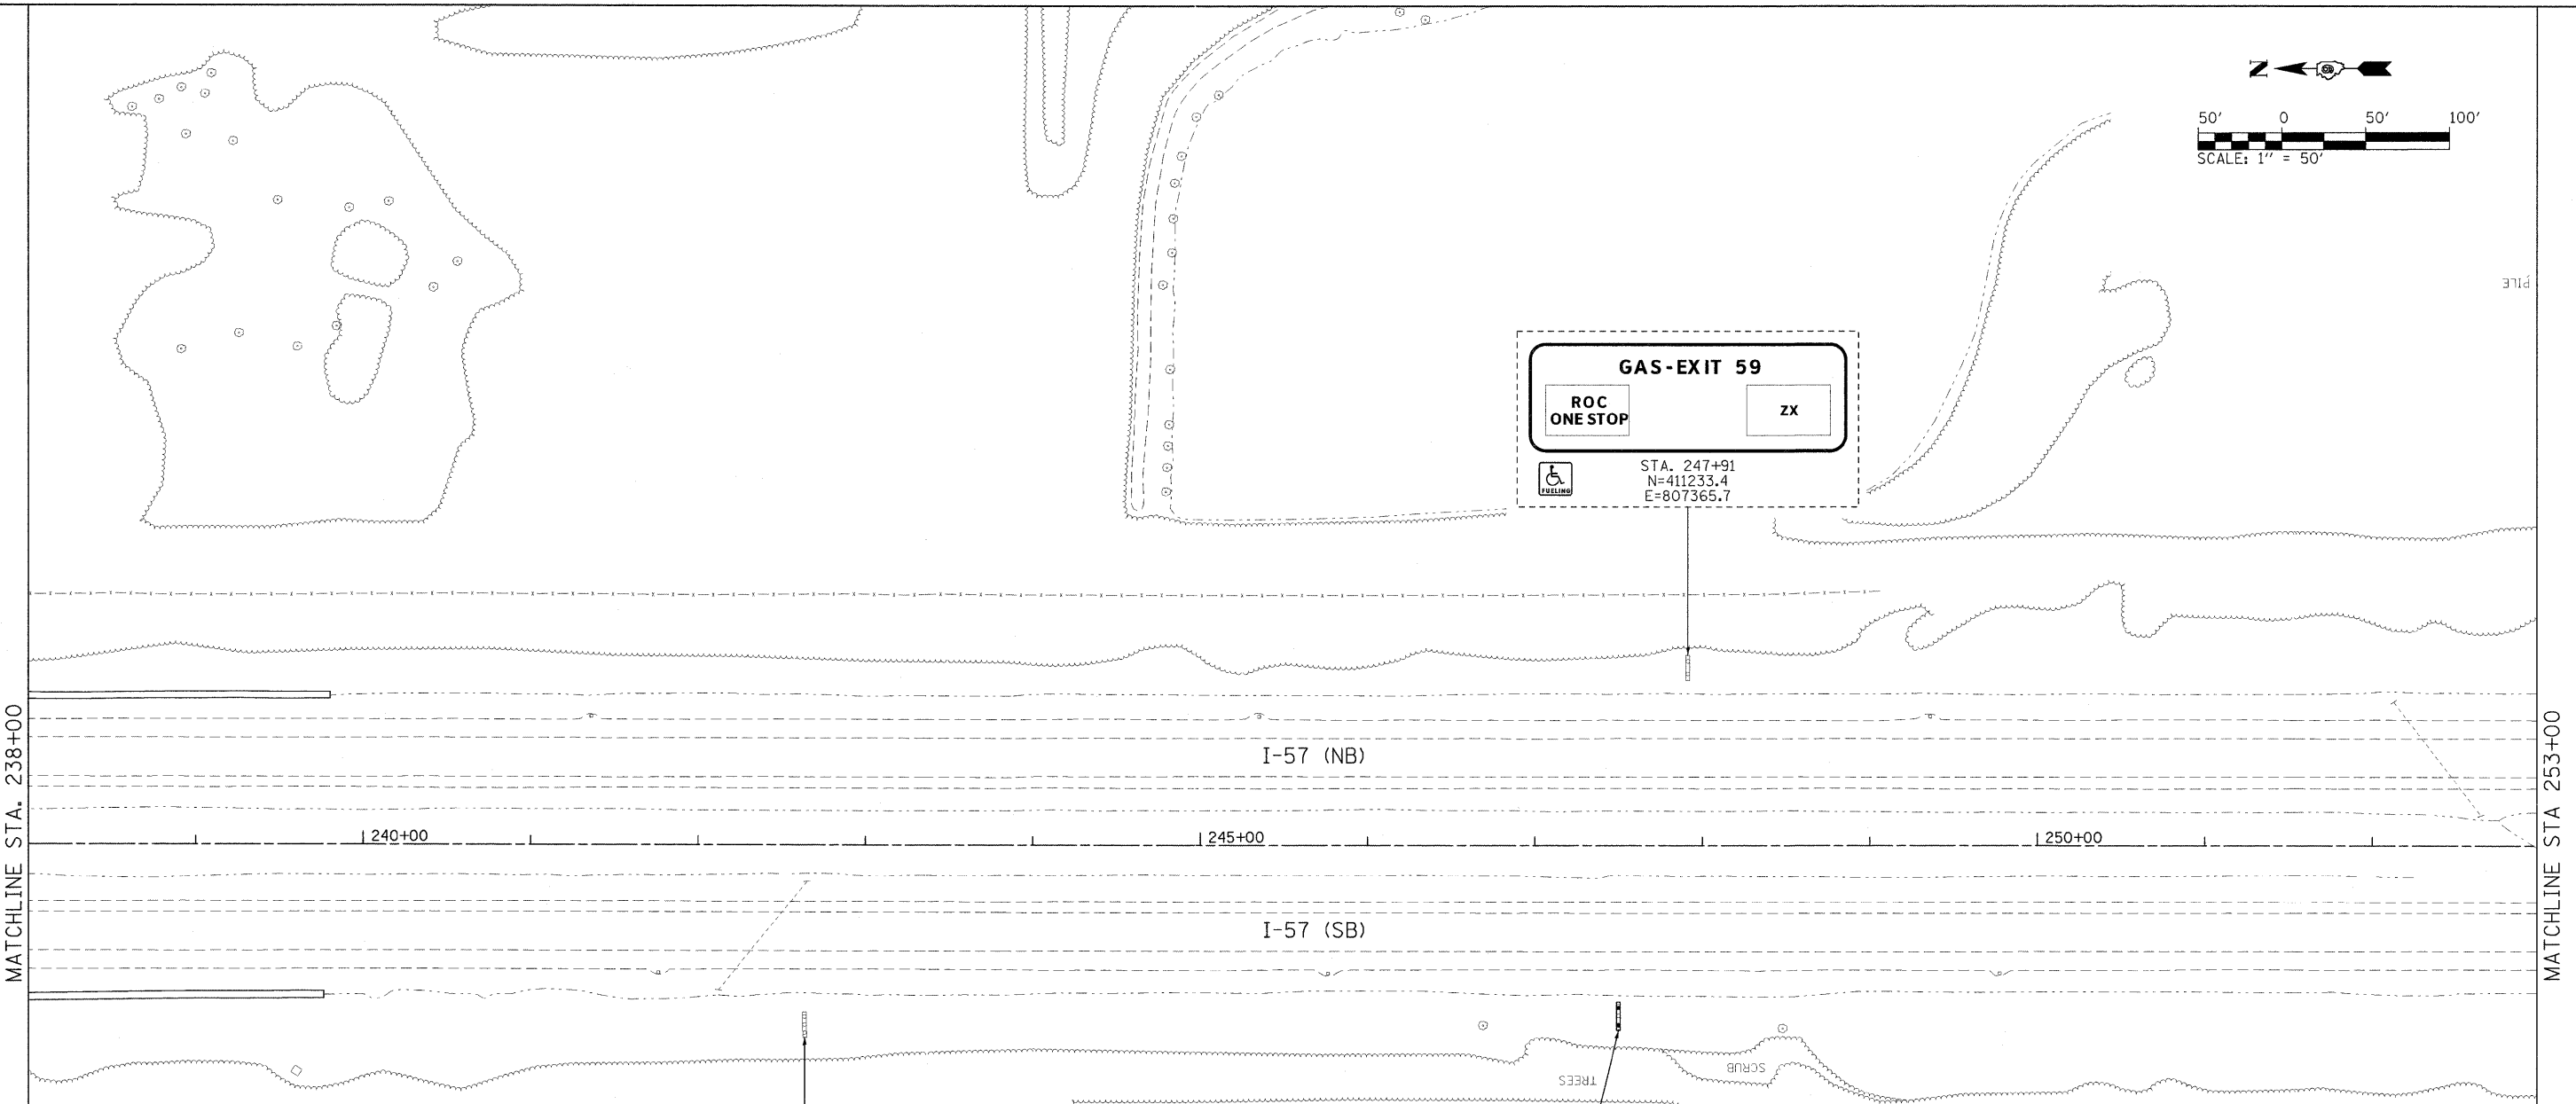 N
50' 0 50' 100'
SCALE: 1" = 50'
PILE
GAS-EXIT 59
ROC
ONE STOP
ZX
FUELING
STA. 247+91
N=411233.4
E=807365.7
MATCHLINE STA. 238+00
I-57 (NB)
MATCHLINE STA 253+00
240+00
245+00
250+00
I-57 (SB)
SCRUB
TREES